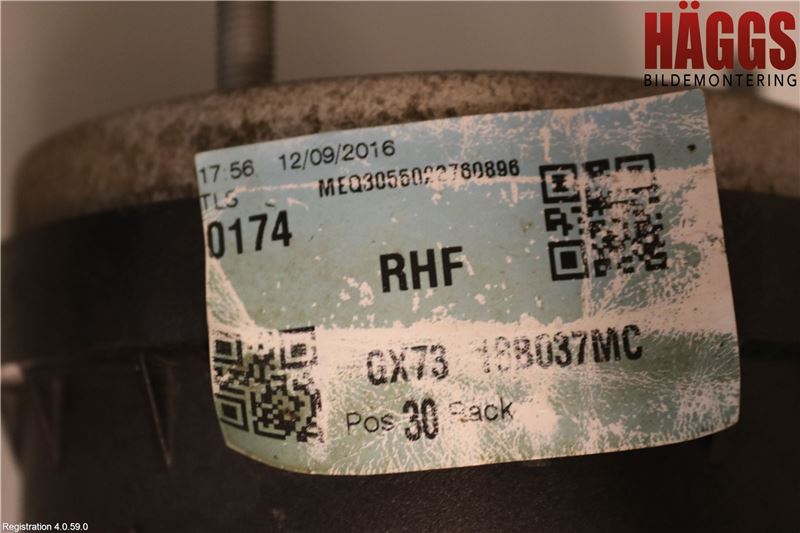 HÄGGS
BILDEMONTERING
17:56 12/09/2016
TLS
0174
RHF
GX73 18B037MC
Pos 30 Rack
Registration 4.0.59.0